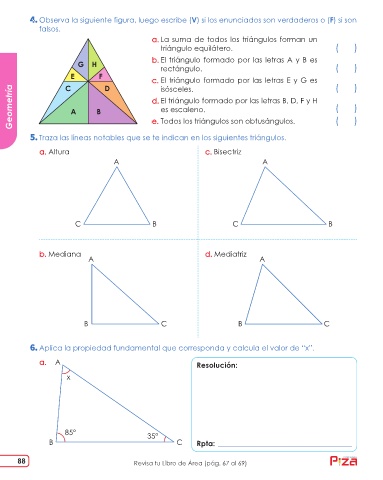 4. Observa la siguiente figura, luego escribe (V) si los enunciados son verdaderos o (F) si son
falsos.
a. La suma de todos los triángulos forman un
triángulo equilátero. ( )
b. El triángulo formado por las letras A y B es
rectángulo. ( )
c. El triángulo formado por las letras E y G es
isósceles. ( )
d. El triángulo formado por las letras B, D, F y H
es escaleno. ( )
e. Todos los triángulos son obtusángulos. ( )
G H
E F
C D
A B
Geometría
5. Traza las líneas notables que se te indican en los siguientes triángulos.
a. Altura
A
C B
c. Bisectriz
A
C B
b. Mediana
A
B C
d. Mediatriz
A
B C
6. Aplica la propiedad fundamental que corresponda y calcula el valor de "x".
a. A
x
85°
35°
B C
Resolución:
Rpta:
88
Revisa tu Libro de Área (pág. 67 al 69)
P:zA